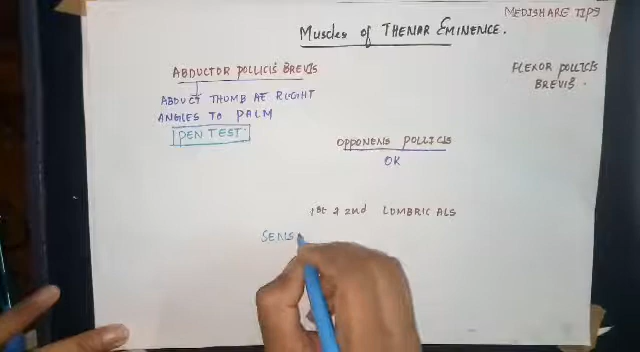 MEDISHARE TIPS
Muscles of THENAR EMINENCE.
ABDUCTOR POLLICIS BREVIS
ABDUCT THUMB AT RIGHT
ANGLES TO PALM
PEN TEST.
FLEXOR POLLICIS
BREVIS.
OPPONENS POLLICIS
OK
1st & 2nd LUMBRICALS
SENS